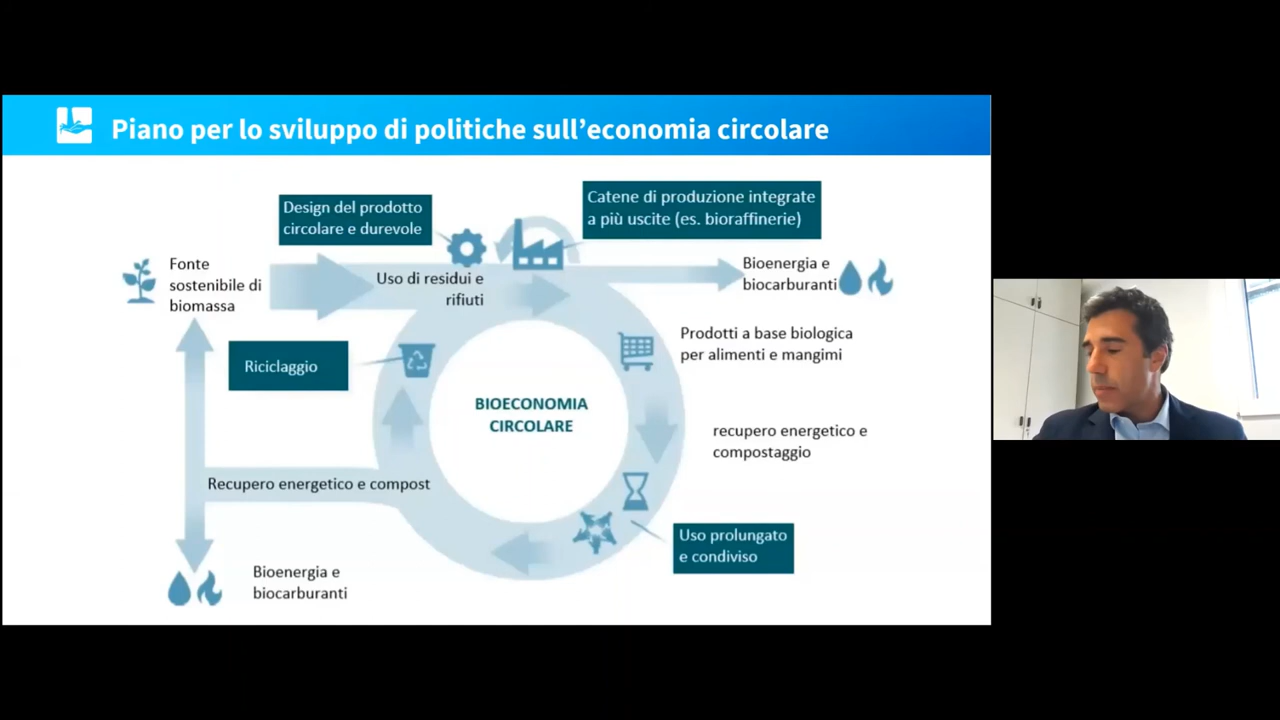 Piano per lo sviluppo di politiche sull’economia circolare
Design del prodotto
circolare e durevole
Catene di produzione integrate
a più uscite (es. bioraffinerie)
Fonte
sostenibile di
biomassa
Uso di residui e
rifiuti
Bioenergia e
biocarburanti
Prodotti a base biologica
per alimenti e mangimi
Riciclaggio
BIOECONOMIA
CIRCOLARE
recupero energetico e
compostaggio
Recupero energetico e compost
Uso prolungato
e condiviso
Bioenergia e
biocarburanti